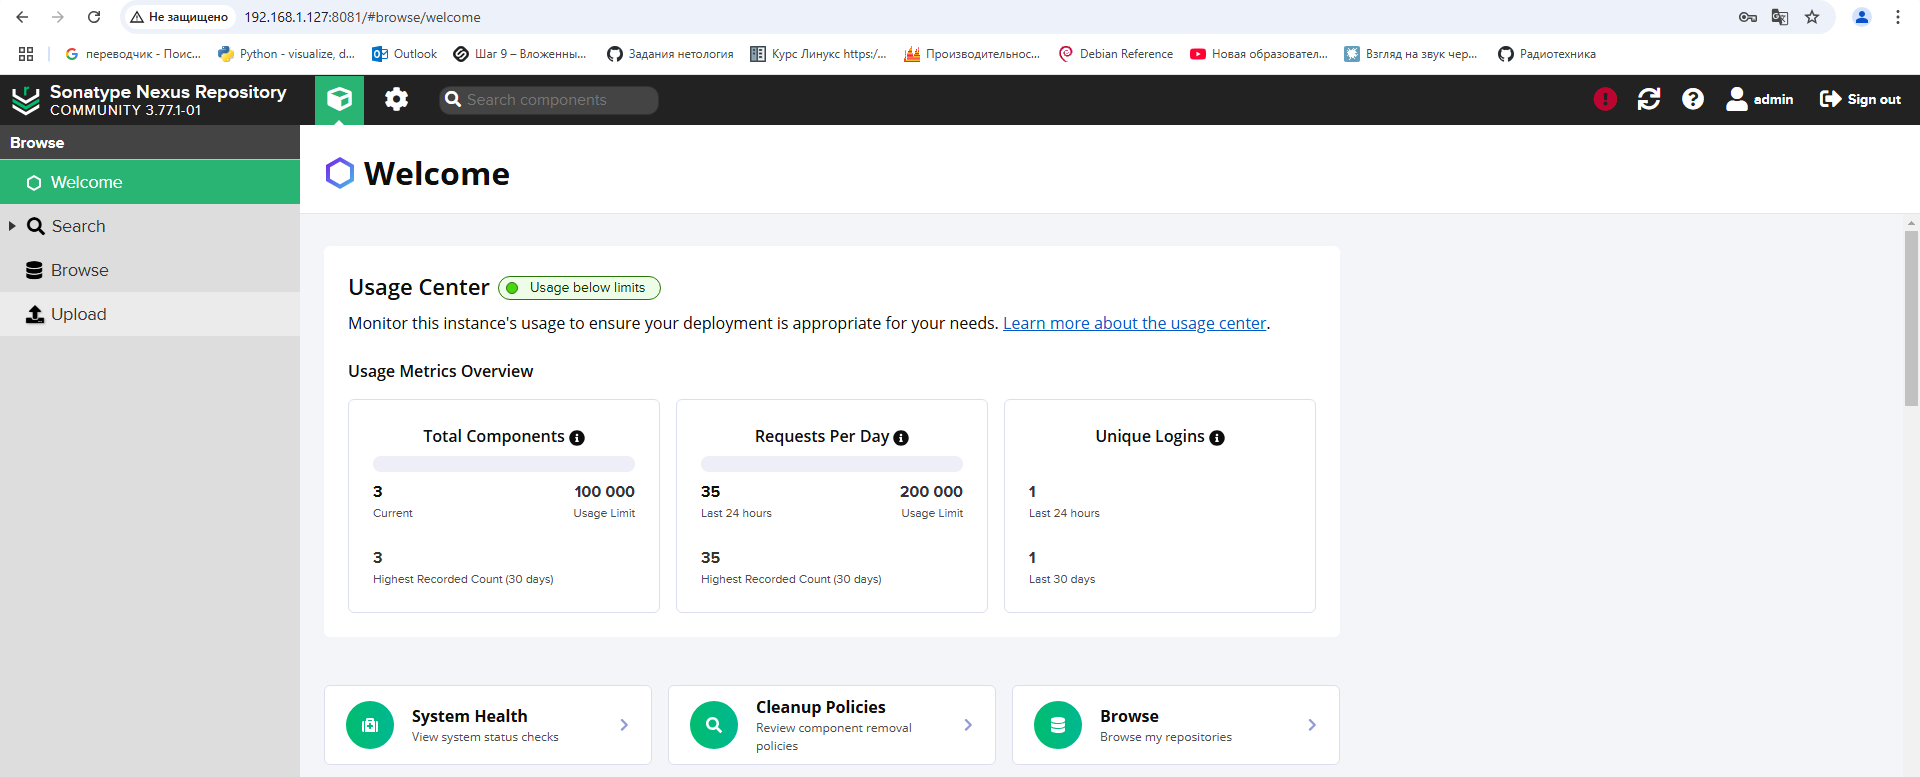 Не защищено
192.168.1.127:8081/#browse/welcome
переводчик - Поис...
Python - visualize, d...
Outlook
Шаг 9 – Вложенны...
Задания нетология
Курс Линукс https:/...
Производительнос...
Debian Reference
Новая образовател...
Взгляд на звук чер...
Радиотехника
Sonatype Nexus Repository
COMMUNITY 3.77.1-01
Search components
admin
Sign out
Browse
Welcome
Search
Browse
Upload
Welcome
Usage Center
Usage below limits
Monitor this instance's usage to ensure your deployment is appropriate for your needs. Learn more about the usage center.
Usage Metrics Overview
Total Components
3
100 000
Current
Usage Limit
3
Highest Recorded Count (30 days)
Requests Per Day
35
200 000
Last 24 hours
Usage Limit
35
Highest Recorded Count (30 days)
Unique Logins
1
Last 24 hours
1
Last 30 days
System Health
View system status checks
Cleanup Policies
Review component removal
policies
Browse
Browse my repositories